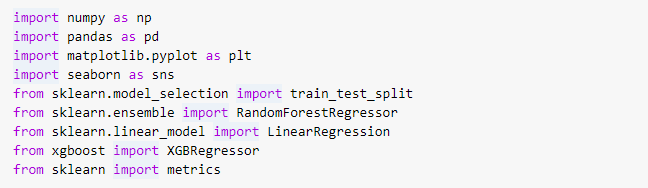 import numpy as np
import pandas as pd
import matplotlib.pyplot as plt
import seaborn as sns
from sklearn.model_selection import train_test_split
from sklearn.ensemble import RandomForestRegressor
from sklearn.linear_model import LinearRegression
from xgboost import XGBRegressor
from sklearn import metrics